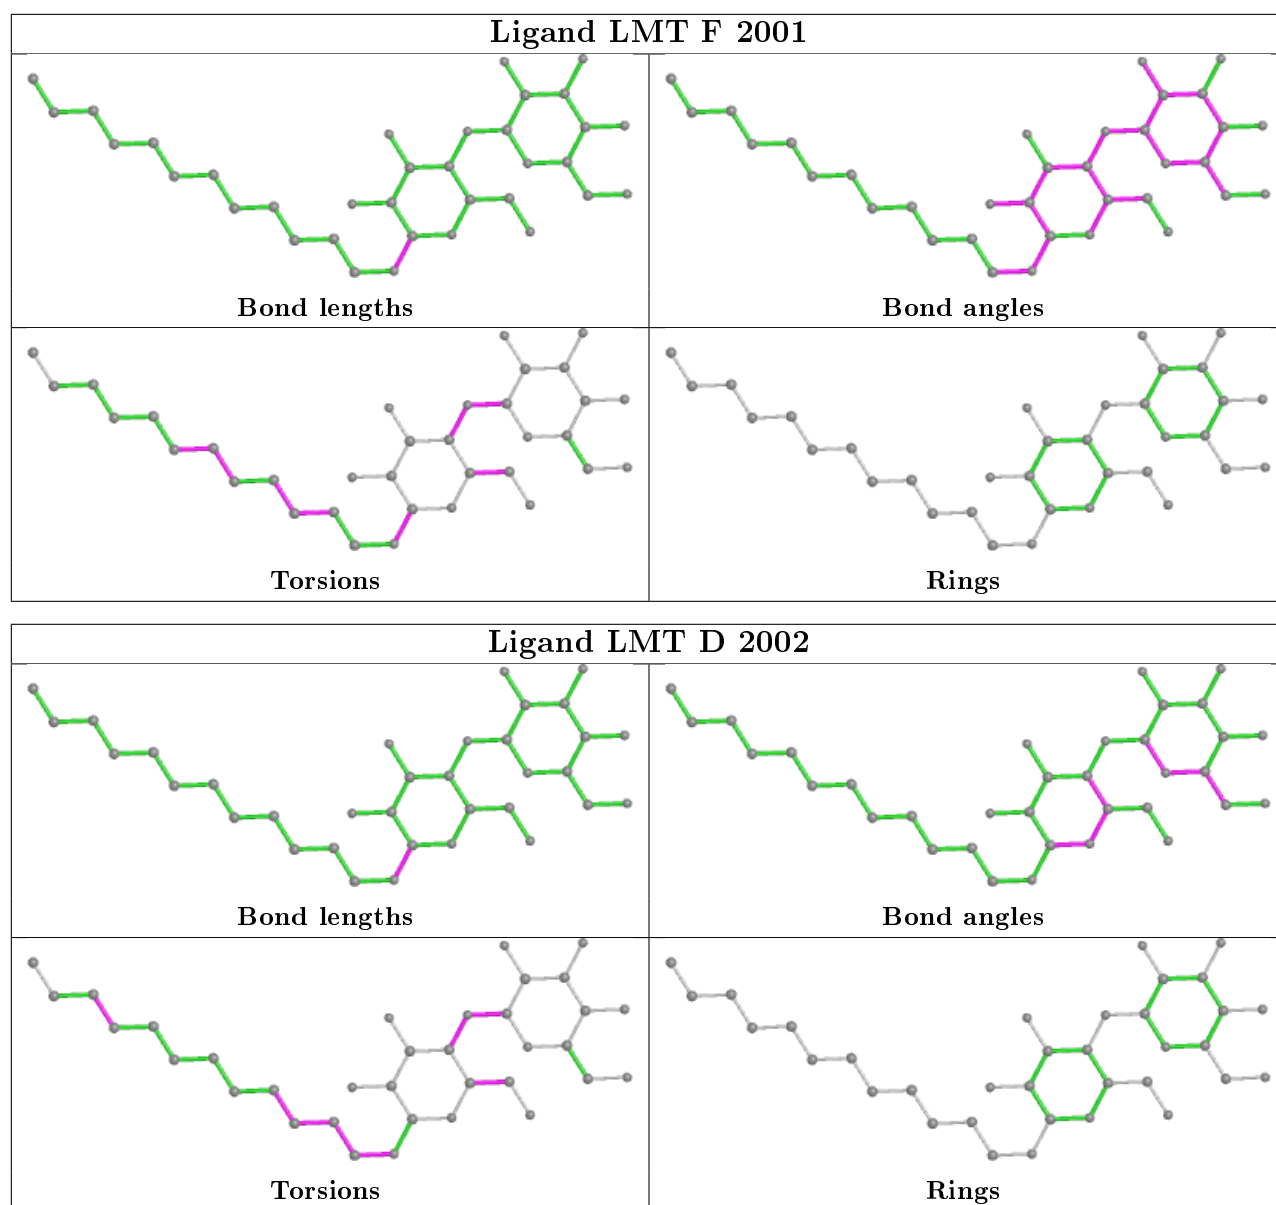 Ligand LMT F 2001
Bond lengths
Bond angles
Torsions
Rings
Ligand LMT D 2002
Bond lengths
Bond angles
Torsions
Rings